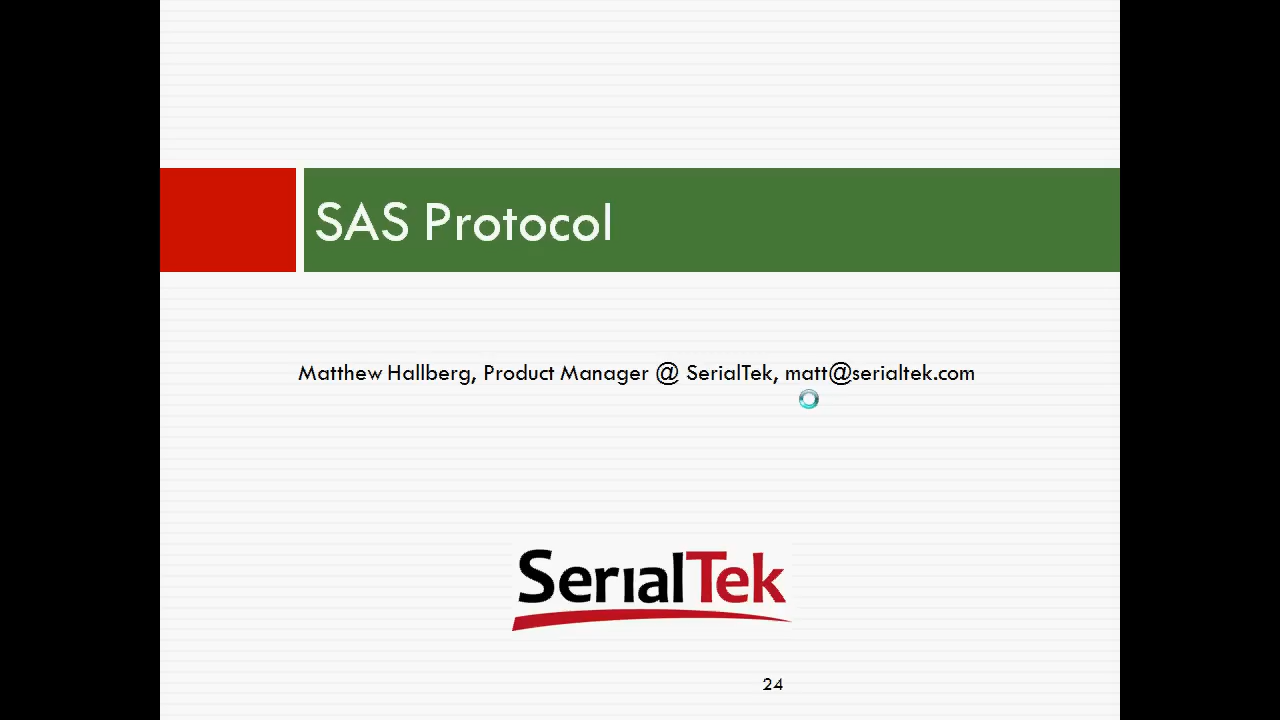 SAS Protocol
Matthew Hallberg, Product Manager @ SerialTek, matt@serialtek.com
SerialTek
24